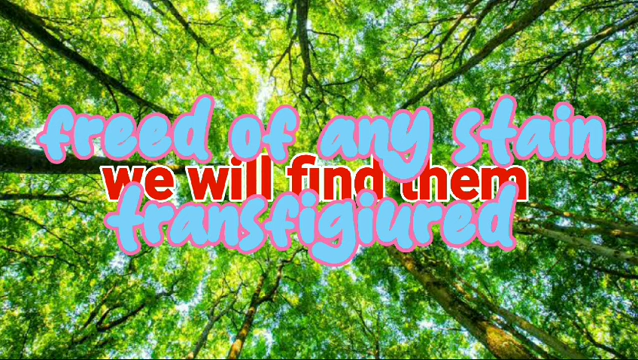 freed of any stain
we will find them
transfigiured